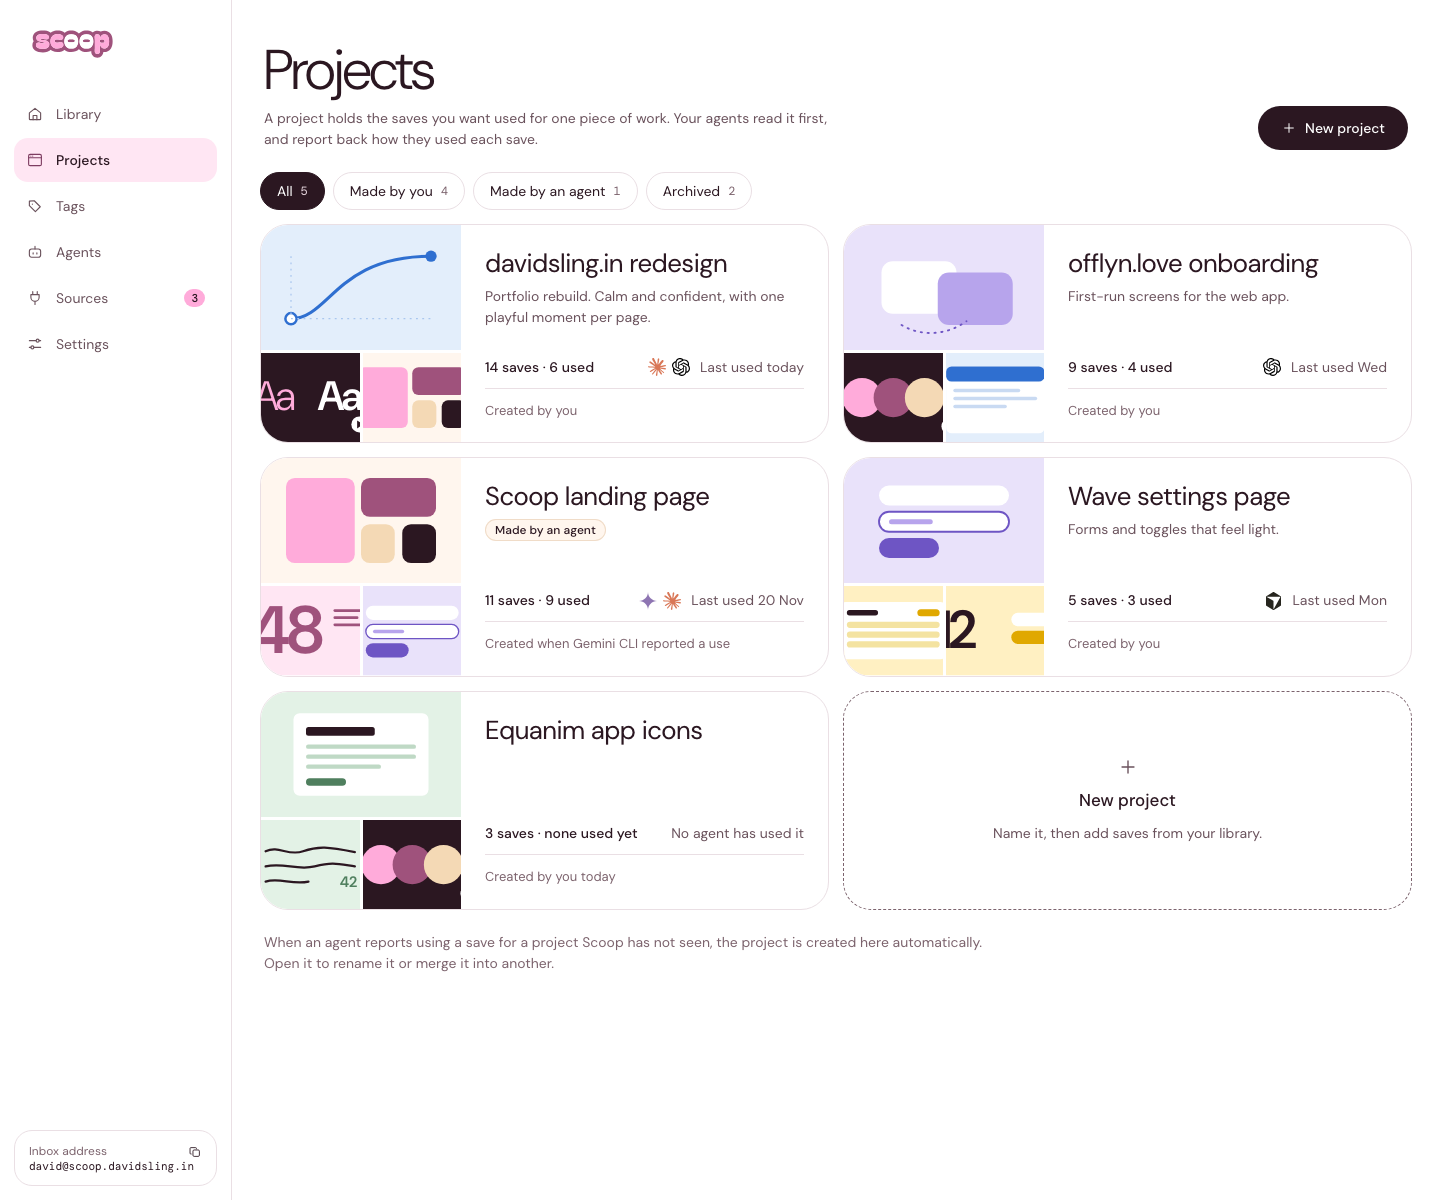 scoop
Library
Projects
Tags
Agents
Sources 3
Settings
Inbox address
david@scoop.davidsling.in
Projects
A project holds the saves you want used for one piece of work. Your agents read it first,
and report back how they used each save.
New project
All 5
Made by you 4
Made by an agent 1
Archived 2
Aa Aa
davidsling.in redesign
Portfolio rebuild. Calm and confident, with one
playful moment per page.
14 saves · 6 used
Last used today
Created by you
offlyn.love onboarding
First-run screens for the web app.
9 saves · 4 used
Last used Wed
Created by you
48
Scoop landing page
Made by an agent
11 saves · 9 used
Last used 20 Nov
Created when Gemini CLI reported a use
12
Wave settings page
Forms and toggles that feel light.
5 saves · 3 used
Last used Mon
Created by you
42
Equanim app icons
3 saves · none used yet
No agent has used it
Created by you today
New project
Name it, then add saves from your library.
When an agent reports using a save for a project Scoop has not seen, the project is created here automatically.
Open it to rename it or merge it into another.